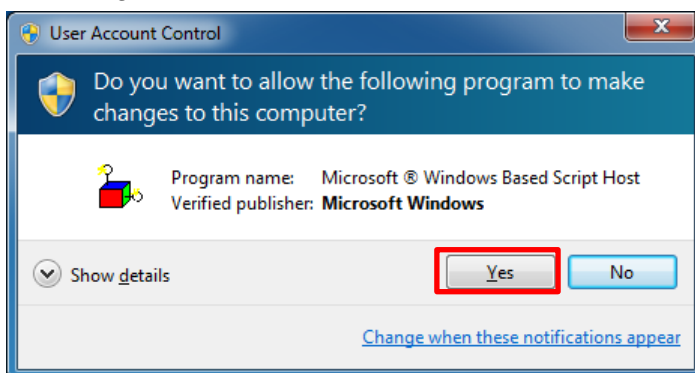 User Account Control
Do you want to allow the following program to make
changes to this computer?
Program name: Microsoft ® Windows Based Script Host
Verified publisher: Microsoft Windows
Show details
Yes
No
Change when these notifications appear